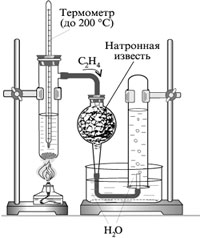 Термометр
(до 200 °C)
C₂H₄
Натронная
известь
H₂O